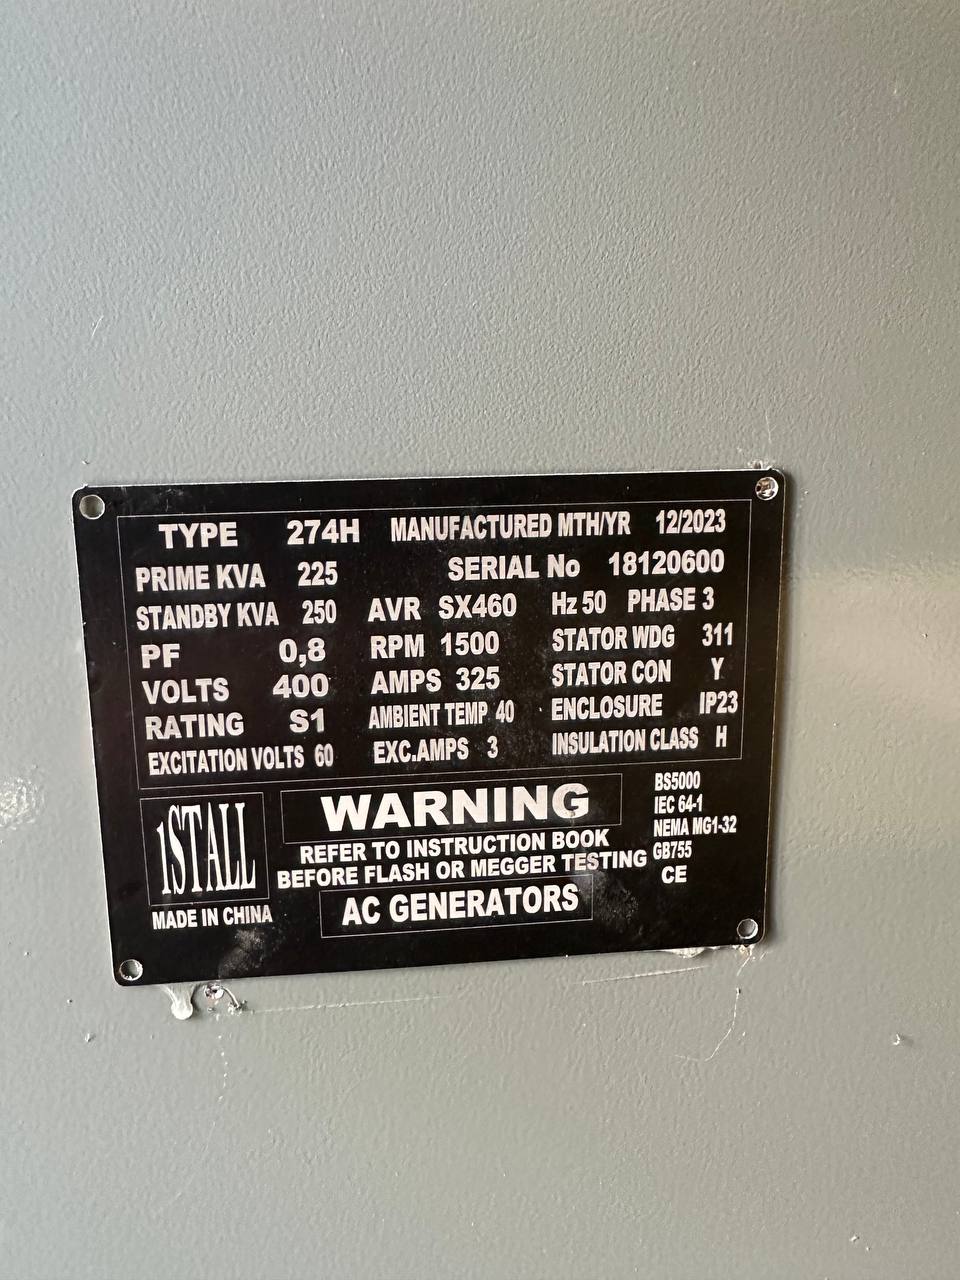 TYPE 274H MANUFACTURED MTH/YR 12/2023
PRIME KVA 225 SERIAL No 18120600
STANDBY KVA 250 AVR SX460 Hz 50 PHASE 3
PF 0,8 RPM 1500 STATOR WDG 311
VOLTS 400 AMPS 325 STATOR CON Y
RATING S1 AMBIENT TEMP 40 ENCLOSURE IP23
EXCITATION VOLTS 60 EXC.AMPS 3 INSULATION CLASS H
1STALL
MADE IN CHINA
WARNING
REFER TO INSTRUCTION BOOK
BEFORE FLASH OR MEGGER TESTING
AC GENERATORS
BS5000
IEC 64-1
NEMA MG1-32
GB755
CE